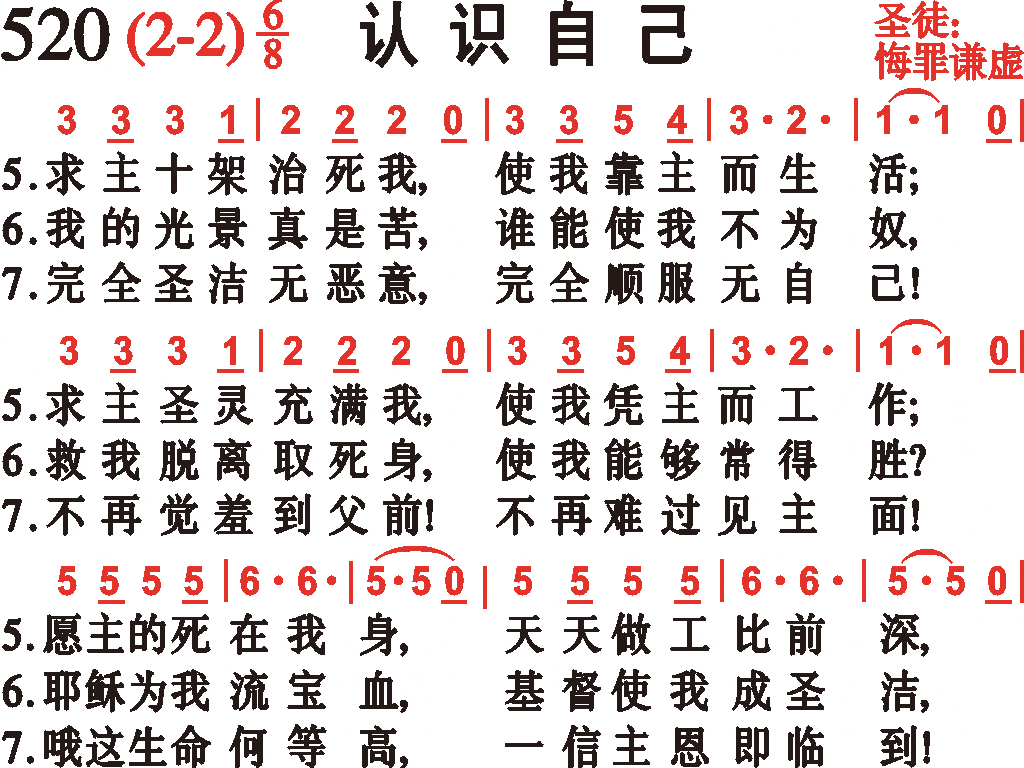 520 (2-2) 6/8 认识自己 圣徒:
悔罪谦虚
3 3 3 1 | 2 2 2 0 | 3 3 5 4 | 3 · 2 · | 1 · 1 0 |
5.求主十架治死我, 使我靠主而生活;
6.我的光景真是苦, 谁能使我不为奴,
7.完全圣洁无恶意, 完全顺服无自己!
3 3 3 1 | 2 2 2 0 | 3 3 5 4 | 3 · 2 · | 1 · 1 0 |
5.求主圣灵充满我, 使我凭主而工作;
6.救我脱离取死身, 使我能够常得胜?
7.不再觉羞到父前! 不再难过见主面!
5 5 5 5 | 6 · 6 · | 5 · 5 0 | 5 5 5 5 | 6 · 6 · | 5 · 5 0 |
5.愿主的死在我身, 天天做工比前深,
6.耶稣为我流宝血, 基督使我成圣洁,
7.哦这生命何等高, 一信主恩即临到!